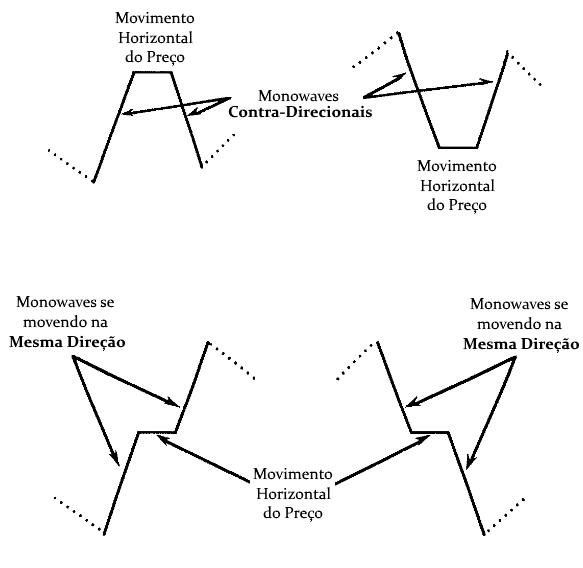 Movimento
Horizontal
do Preço
Monowaves
Contra-Direcionais
Movimento
Horizontal
do Preço
Monowaves se
movendo na
Mesma Direção
Monowaves se
movendo na
Mesma Direção
Movimento
Horizontal
do Preço